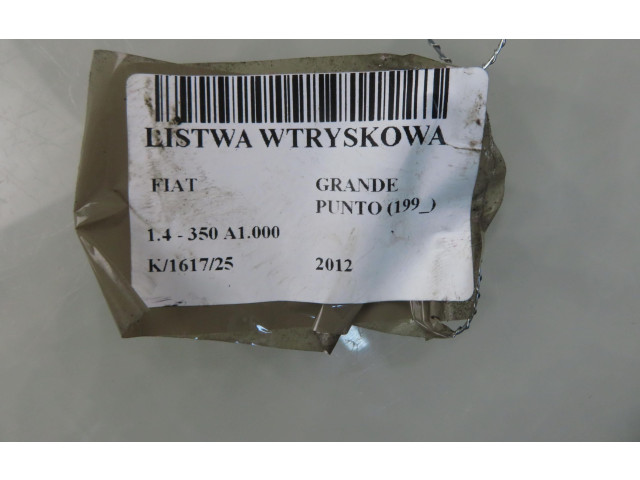 LISTWA WTRYSKOWA
FIAT GRANDE
PUNTO (199_)
1.4 - 350 A1.000
K/1617/25 2012